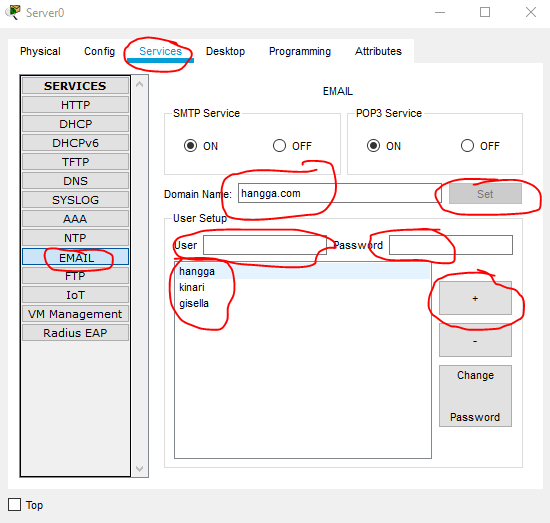 Server0
Physical Config Services Desktop Programming Attributes
SERVICES
HTTP
DHCP
DHCPv6
TFTP
DNS
SYSLOG
AAA
NTP
EMAIL
FTP
IoT
VM Management
Radius EAP
EMAIL
SMTP Service
ON OFF
POP3 Service
ON OFF
Domain Name: hangga.com Set
User Setup
User Password
hangga
kinari
gisella
+
-
Change
Password
Top